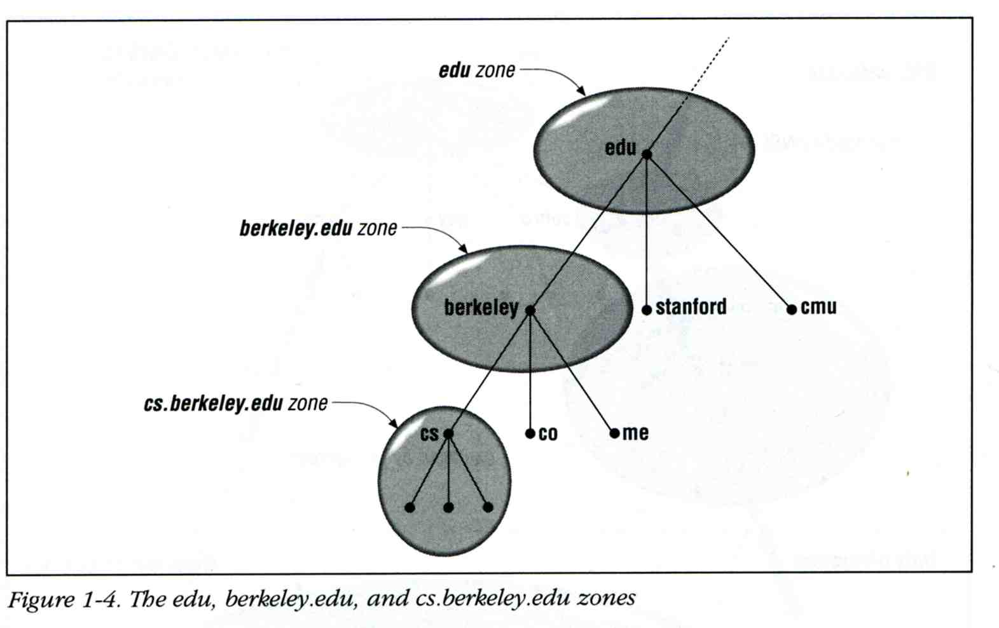 edu zone
edu
berkeley.edu zone
berkeley
stanford
cmu
cs.berkeley.edu zone
cs
co
me
Figure 1-4. The edu, berkeley.edu, and cs.berkeley.edu zones